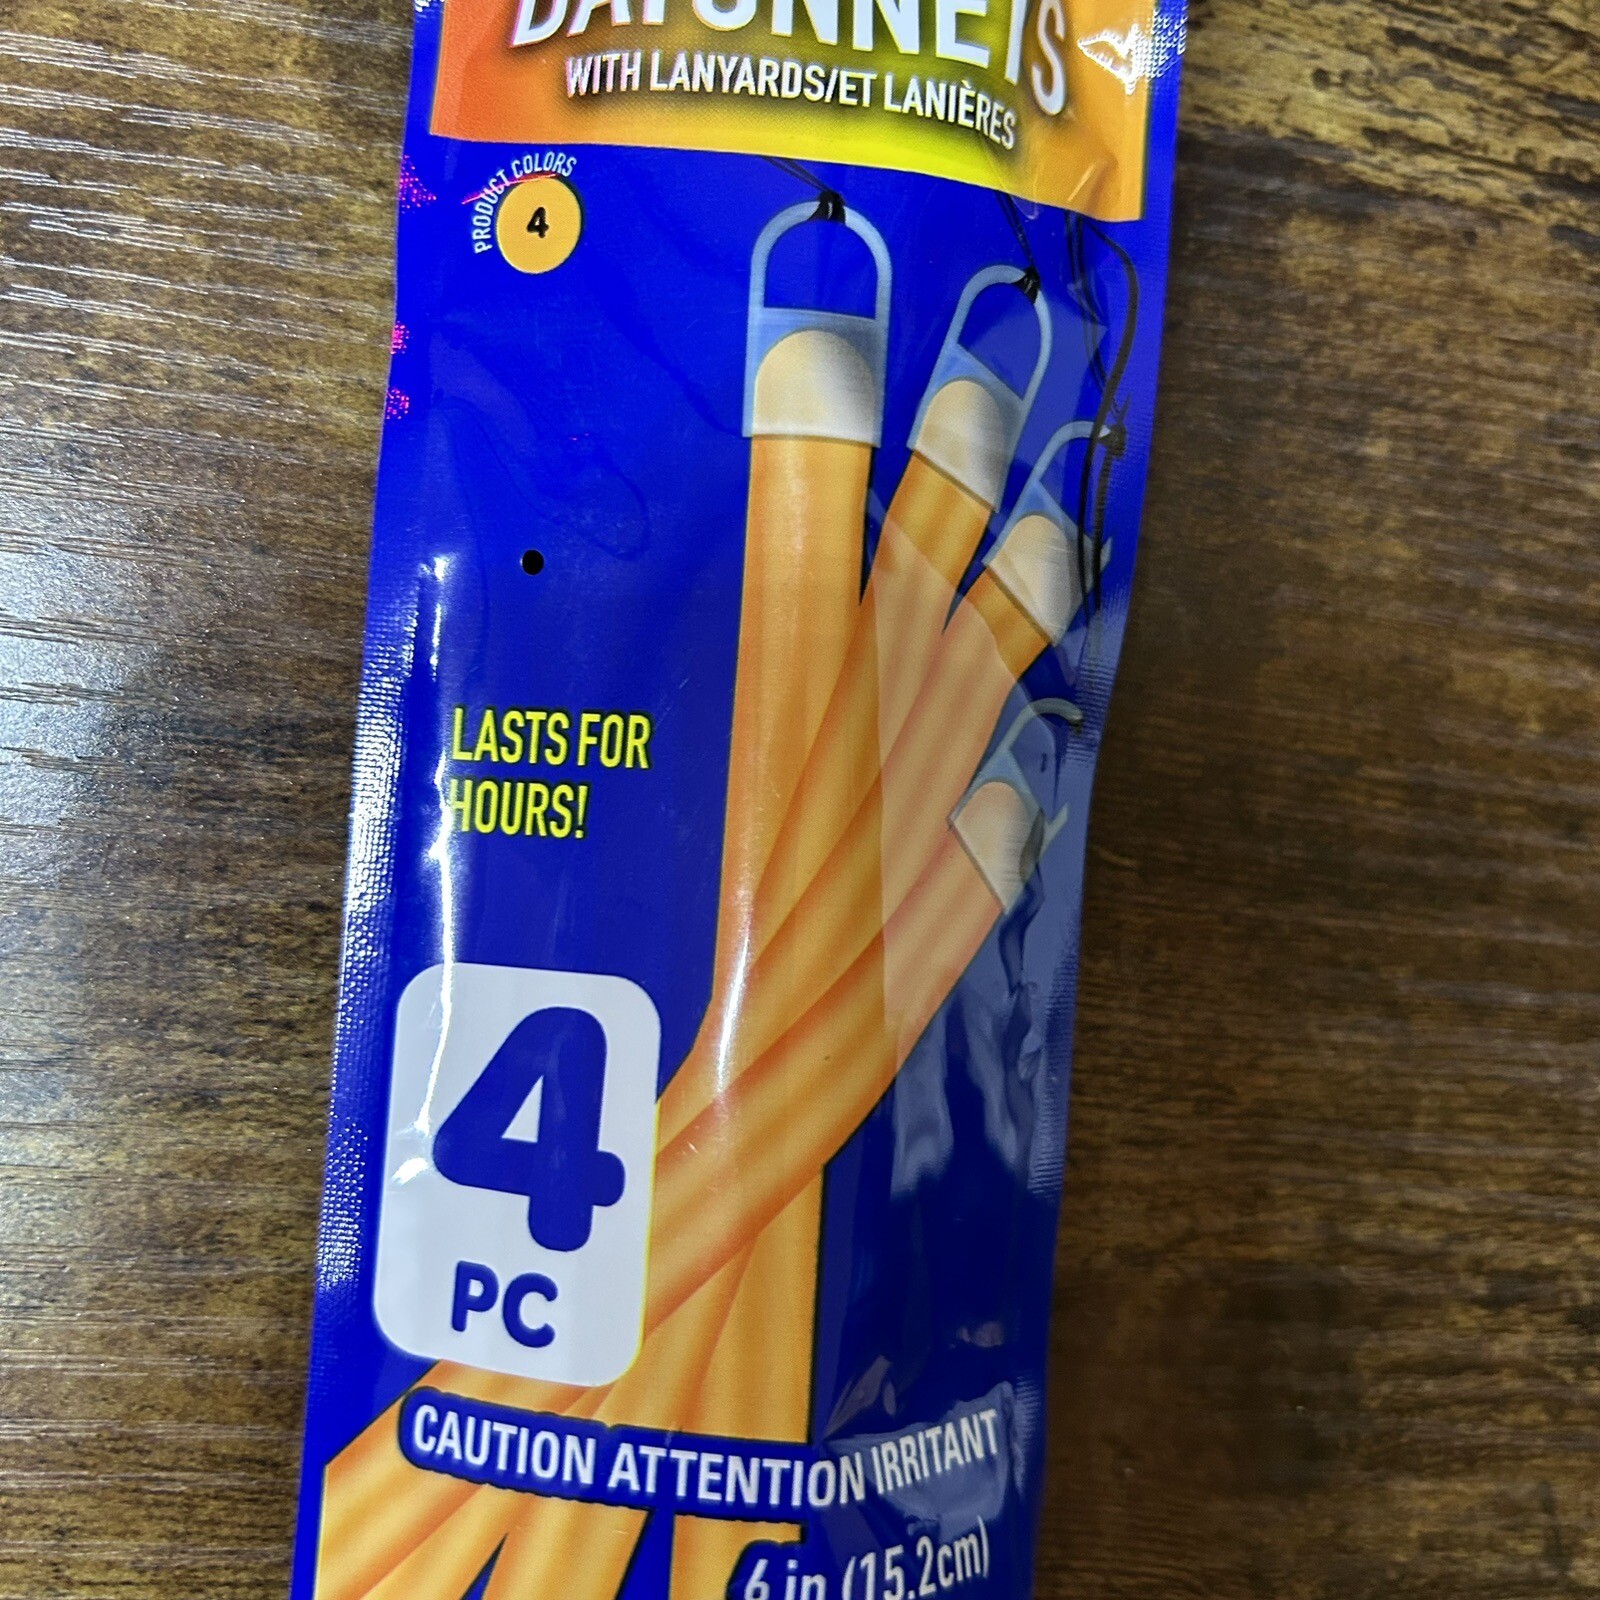 BAYONNETS
WITH LANYARDS/ET LANIÈRES
PRODUCT COLORS
4
LASTS FOR
HOURS!
4
PC
CAUTION ATTENTION IRRITANT
6 in (15.2cm)